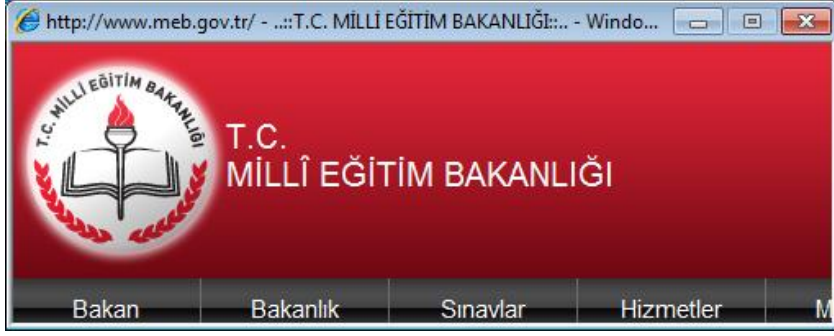 http://www.meb.gov.tr/ - ..::T.C. MİLLİ EĞİTİM BAKANLIĞI::.. - Windo...
T.C. MİLLİ EĞİTİM BAKANLIĞI
T.C.
MİLLÎ EĞİTİM BAKANLIĞI
Bakan Bakanlık Sınavlar Hizmetler M